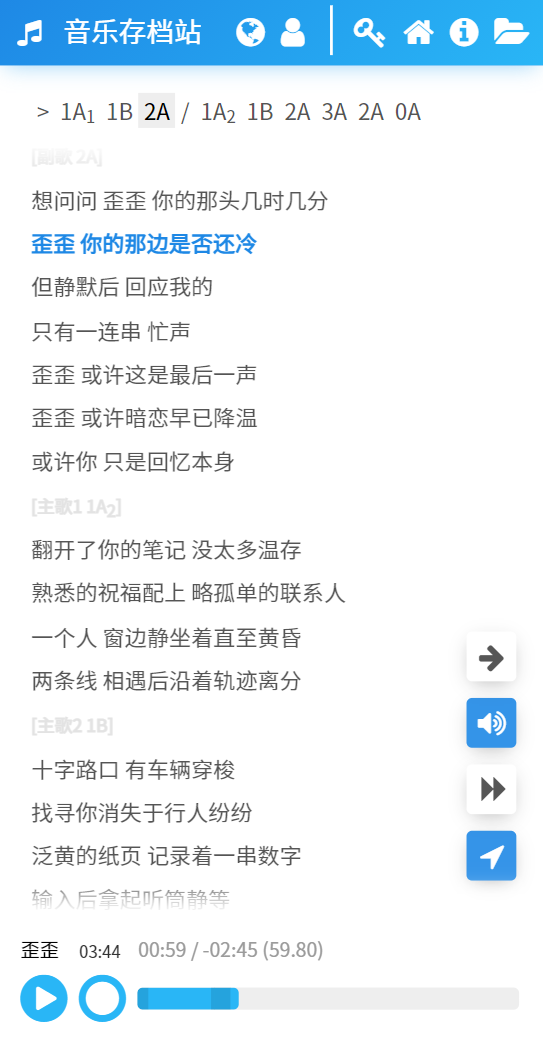 音乐存档站
> 1A1 1B 2A / 1A2 1B 2A 3A 2A 0A
[副歌 2A]
想问问 歪歪 你的那头几时几分
歪歪 你的那边是否还冷
但静默后 回应我的
只有一连串 忙声
歪歪 或许这是最后一声
歪歪 或许暗恋早已降温
或许你 只是回忆本身
[主歌1 1A2]
翻开了你的笔记 没太多温存
熟悉的祝福配上 略孤单的联系人
一个人 窗边静坐着直至黄昏
两条线 相遇后沿着轨迹离分
[主歌2 1B]
十字路口 有车辆穿梭
找寻你消失于行人纷纷
泛黄的纸页 记录着一串数字
输入后拿起听筒静等
歪歪 03:44 00:59 / -02:45 (59.80)